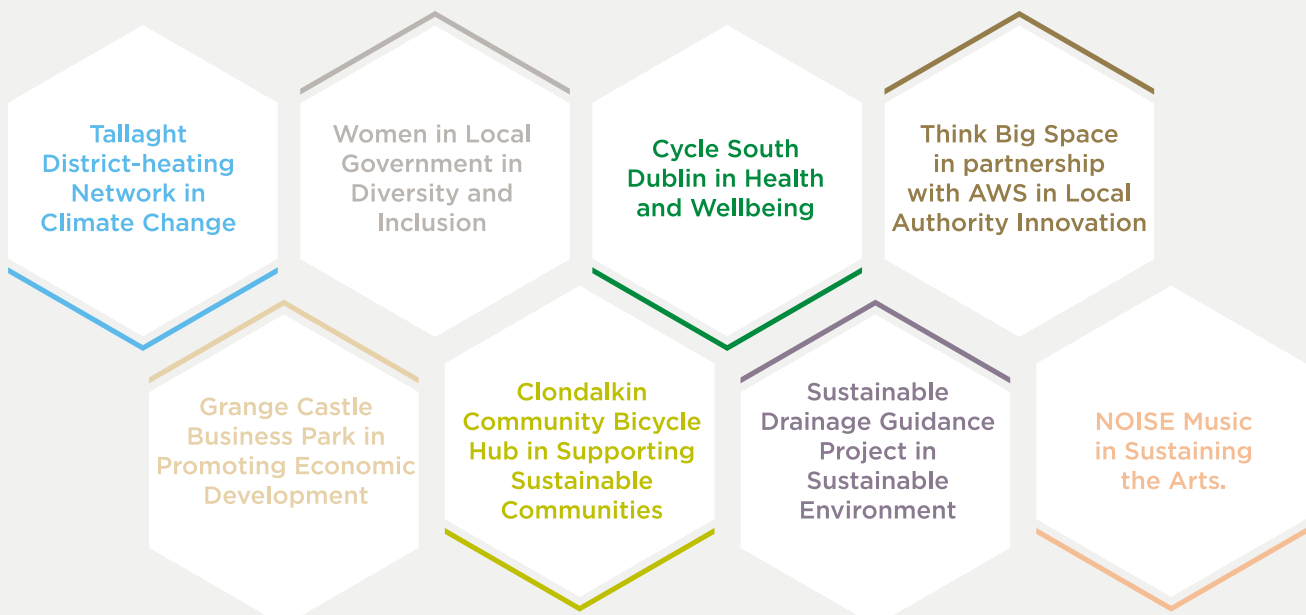 Tallaght
District-heating
Network in
Climate Change
Women in Local
Government in
Diversity and
Inclusion
Cycle South
Dublin in Health
and Wellbeing
Think Big Space
in partnership
with AWS in Local
Authority Innovation
Grange Castle
Business Park in
Promoting Economic
Development
Clondalkin
Community Bicycle
Hub in Supporting
Sustainable
Communities
Sustainable
Drainage Guidance
Project in
Sustainable
Environment
NOISE Music
in Sustaining
the Arts.